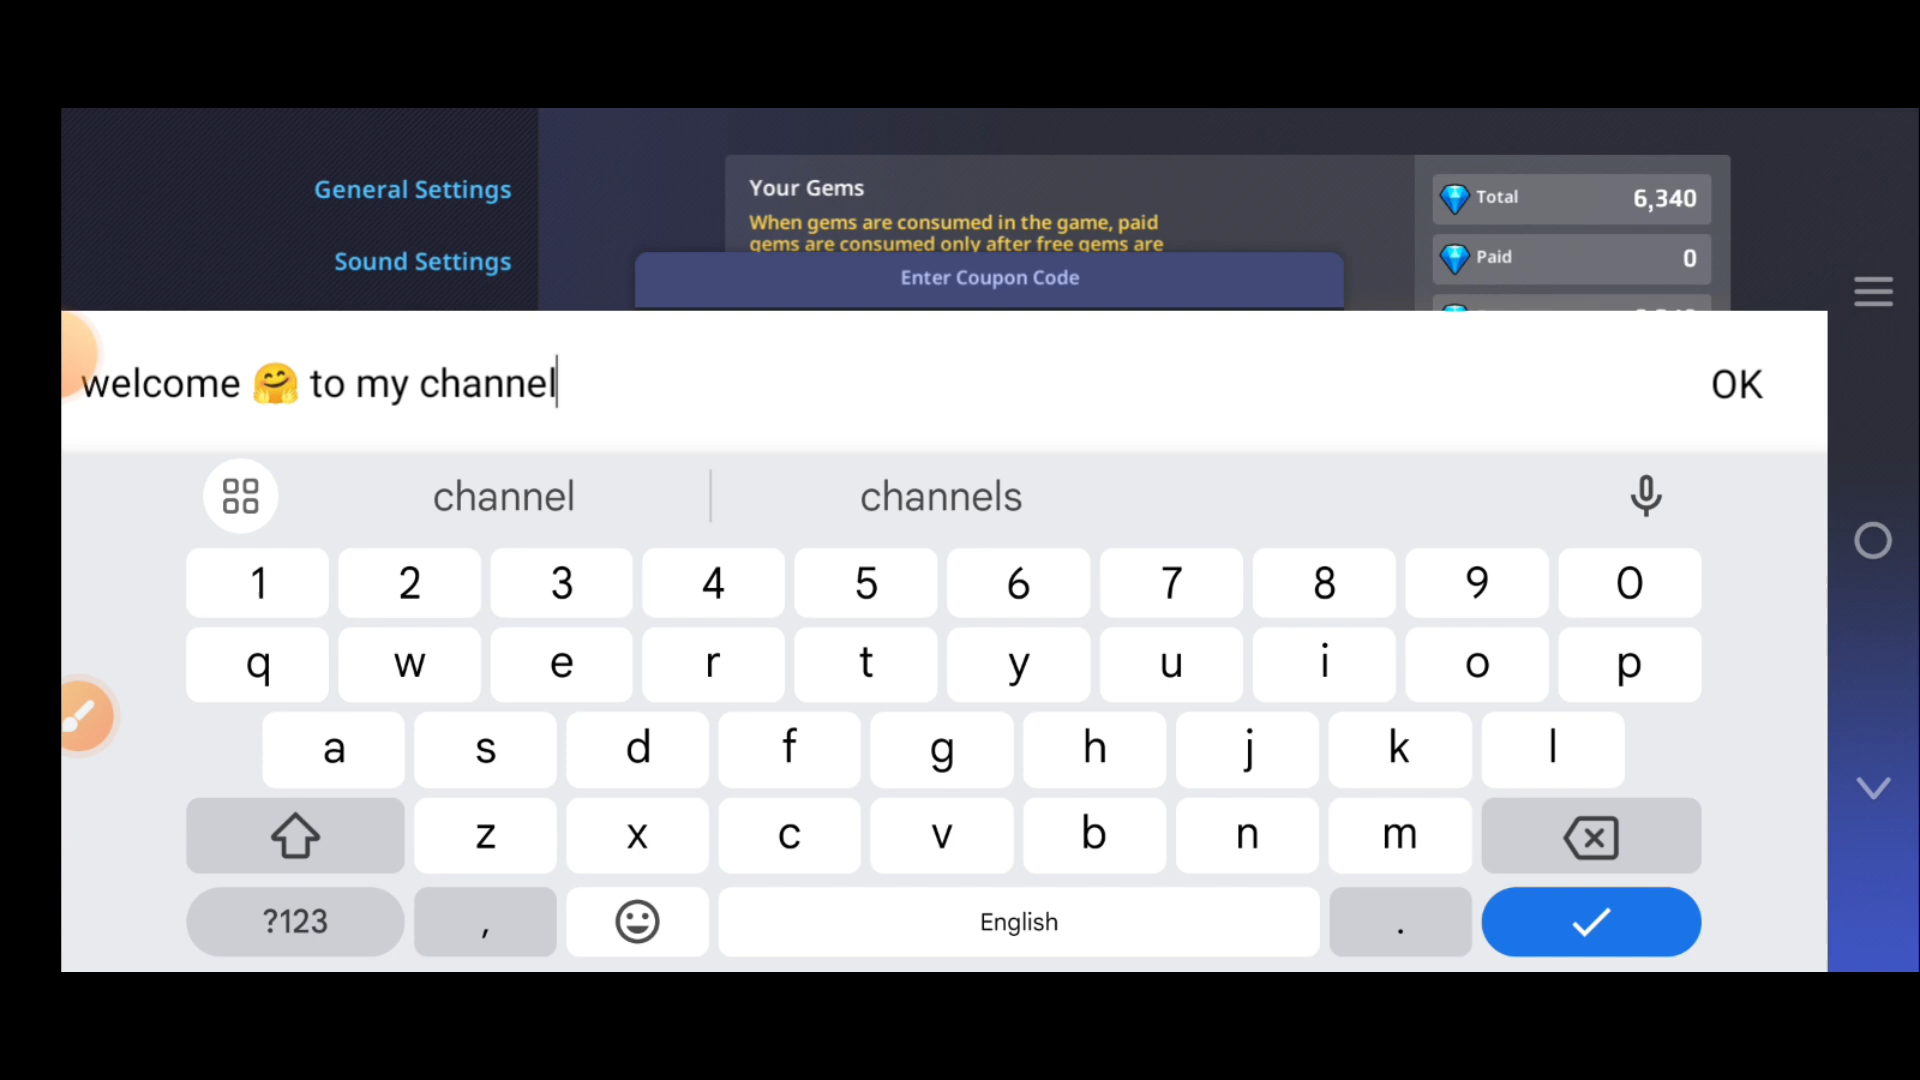 General Settings
Sound Settings
Your Gems
When gems are consumed in the game, paid
gems are consumed only after free gems are
Total 6,340
Paid 0
Enter Coupon Code
welcome 🤗 to my channel
OK
channel channels
1 2 3 4 5 6 7 8 9 0
q w e r t y u i o p
a s d f g h j k l
z x c v b n m
?123 , English .